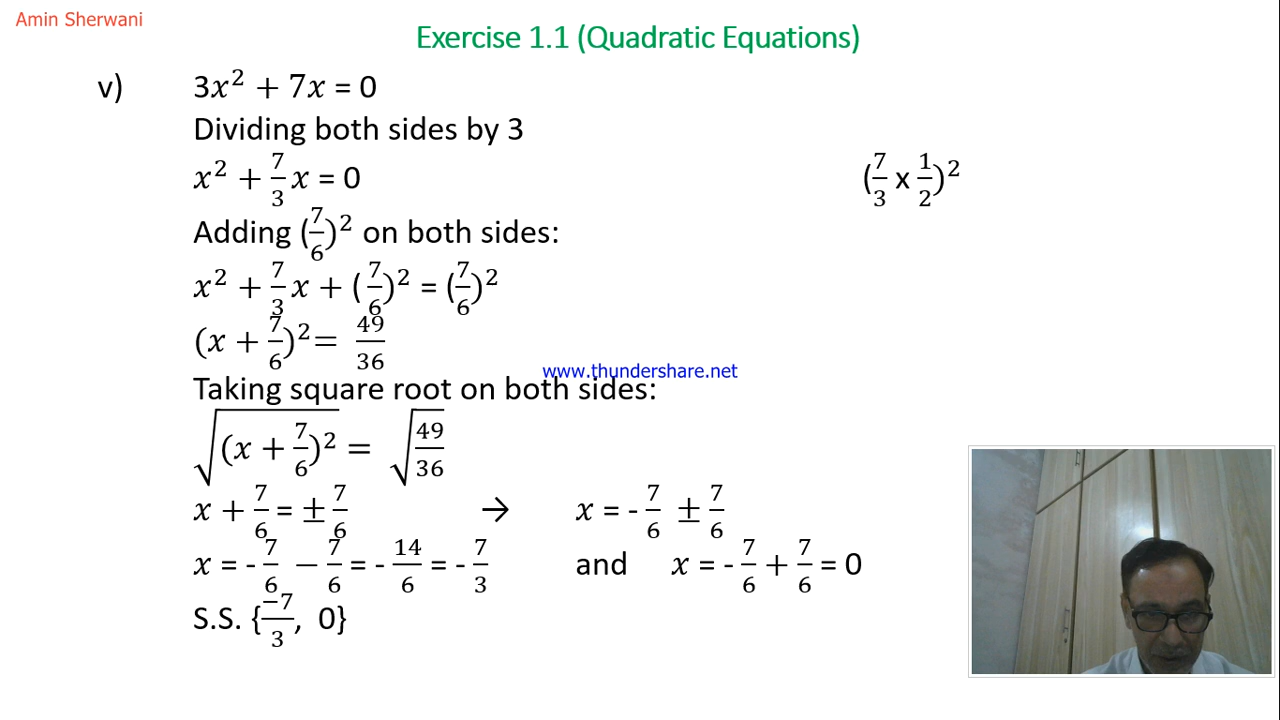 Amin Sherwani
Exercise 1.1 (Quadratic Equations)
v) 3x² + 7x = 0
Dividing both sides by 3
x² + 7/3 x = 0 (7/3 x 1/2)²
Adding (7/6)² on both sides:
x² + 7/3 x + (7/6)² = (7/6)²
(x + 7/6)² = 49/36
www.thundershare.net
Taking square root on both sides:
√((x + 7/6)²) = √(49/36)
x + 7/6 = ± 7/6 → x = - 7/6 ± 7/6
x = - 7/6 − 7/6 = - 14/6 = - 7/3 and x = - 7/6 + 7/6 = 0
S.S. {−7/3, 0}